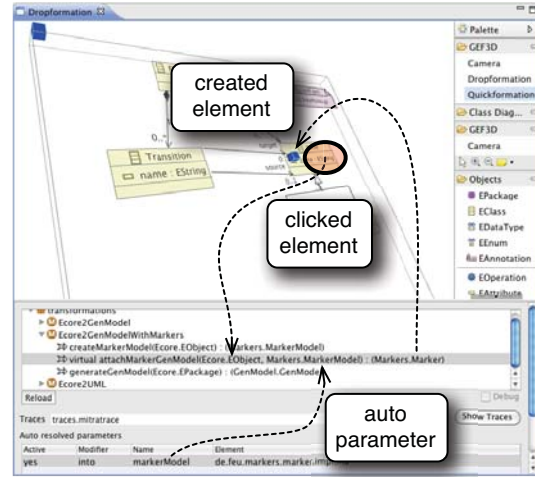 Dropformation
Palette
GEF3D
Camera
Dropformation
Quickformation
Class Diag...
GEF3D
Camera
Objects
EPackage
EClass
EDataType
EEnum
EAnnotation
EOperation
EAttribute
created
element
0..*
target
Transition
name : EString
source
clicked
element
transformations
Ecore2GenModel
Ecore2GenModelWithMarkers
createMarkerModel(Ecore.EObject) : (Markers.MarkerModel)
virtual attachMarkerGenModel(Ecore.EObject, Markers.MarkerModel) : (Markers.Marker)
generateGenModel(Ecore.EPackage) : (GenModel.GenModel
Ecore2UML
Reload
Debug
Traces
traces.mitratrace
Show Traces
auto
parameter
Auto resolved parameters
Active Modifier Name Element
yes into markerModel de.feu.markers.marker.imp